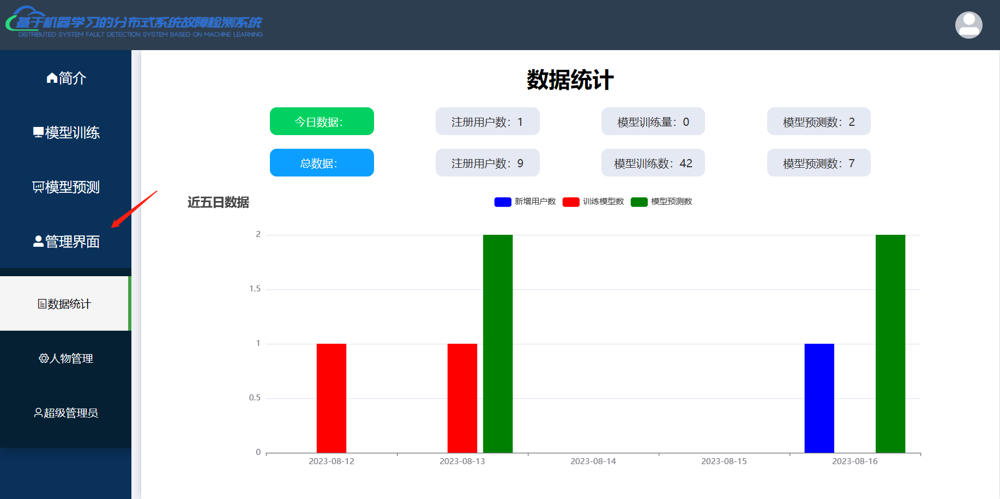 基于机器学习的分布式系统故障检测系统
DISTRIBUTED SYSTEM FAULT DETECTION SYSTEM BASED ON MACHINE LEARNING
简介
模型训练
模型预测
管理界面
数据统计
人物管理
超级管理员
数据统计
今日数据： 注册用户数：1 模型训练量：0 模型预测数：2
总数据： 注册用户数：9 模型训练数：42 模型预测数：7
近五日数据
新增用户数 训练模型数 模型预测数
2
1.5
1
0.5
0
2023-08-12 2023-08-13 2023-08-14 2023-08-15 2023-08-16